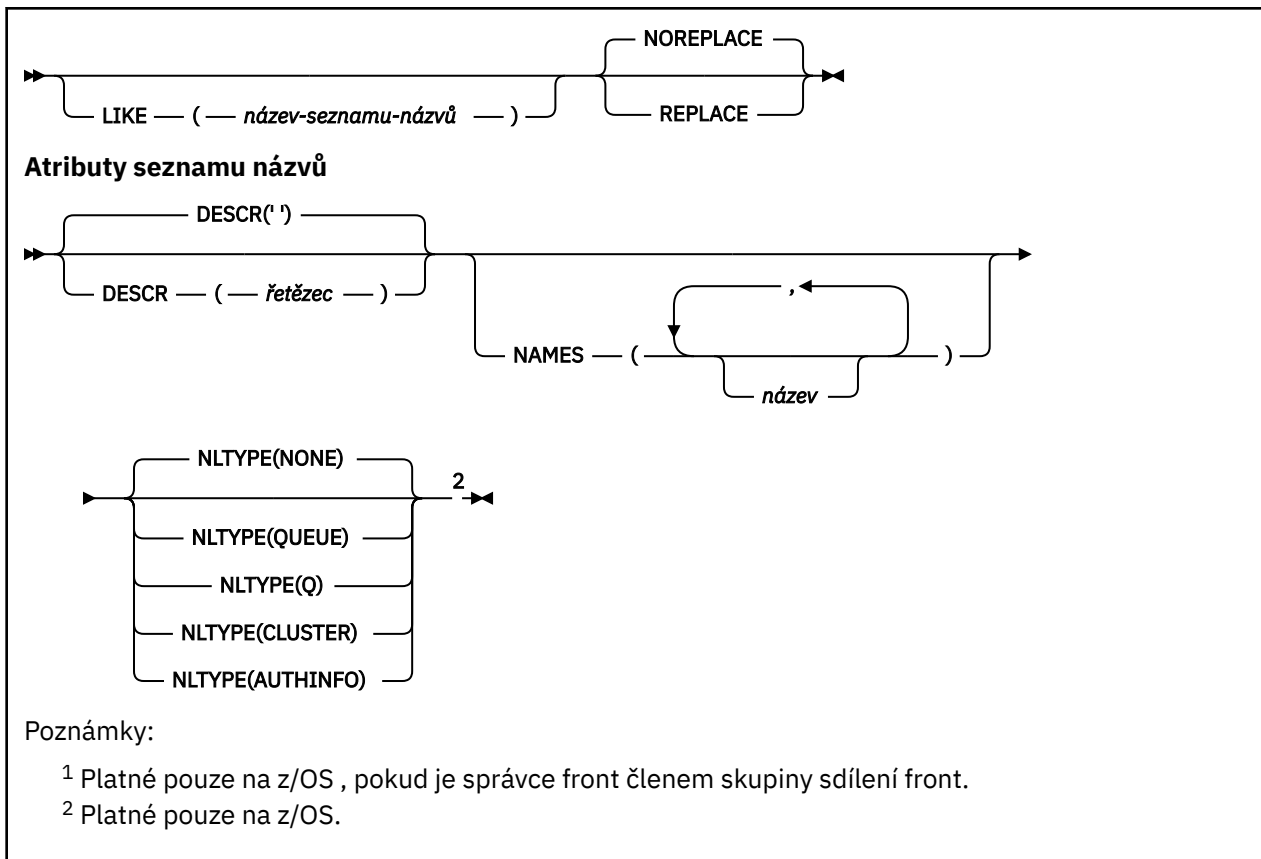 NOREPLACE
LIKE ( název-seznamu-názvů ) REPLACE
Atributy seznamu názvů
DESCR(' ')
DESCR ( řetězec )
,
NAMES ( )
název
NLTYPE(NONE)
2
NLTYPE(QUEUE)
NLTYPE(Q)
NLTYPE(CLUSTER)
NLTYPE(AUTHINFO)
Poznámky:
1 Platné pouze na z/OS , pokud je správce front členem skupiny sdílení front.
2 Platné pouze na z/OS.